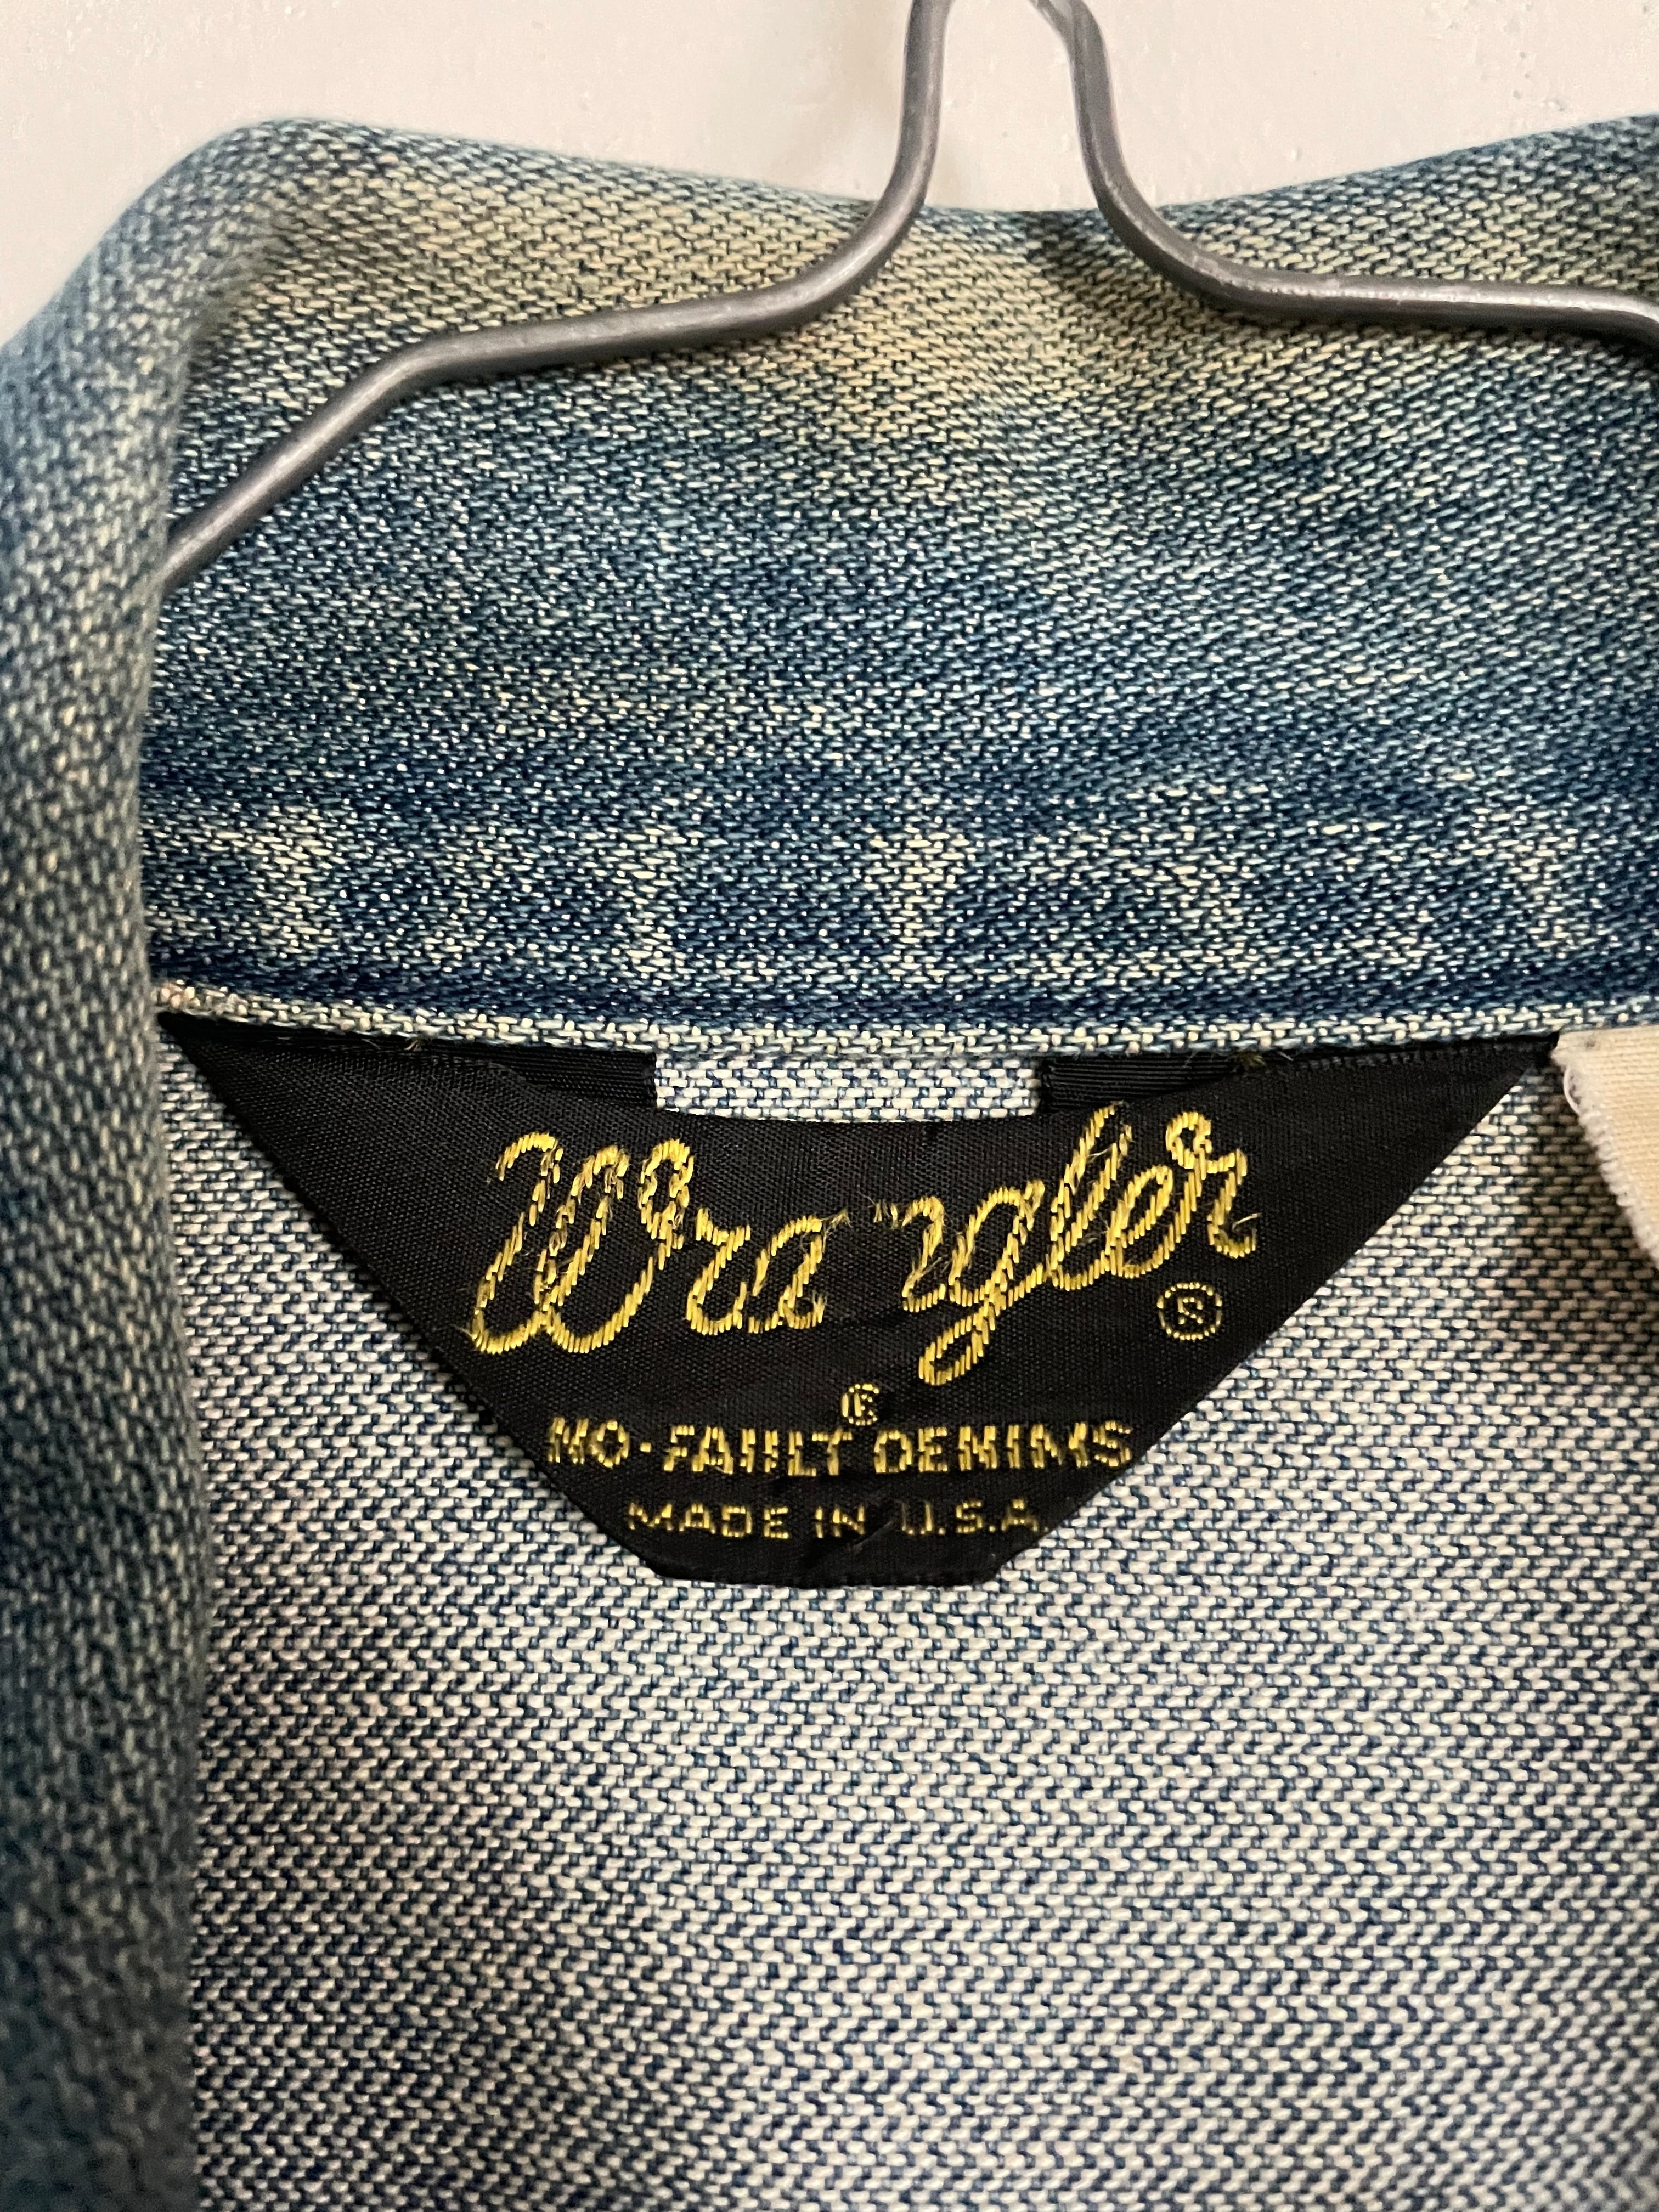 Wrangler
®
©
NO-FAULT DENIMS
MADE IN U.S.A